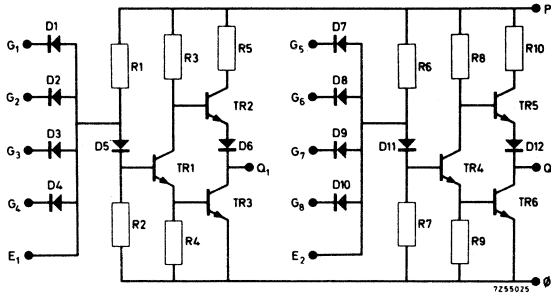 D1 D7 P
G1 R1 R3 R5 G5 R6 R8 R10
D2 D8
G2 TR2 G6 TR5
D3 D5 D6 D9 D11 D12
G3 TR1 Q1 G7 TR4 Q
D4 D10
G4 R2 TR3 G8 R7 TR6
R4 R9
E1 E2
Ø
7Z55025